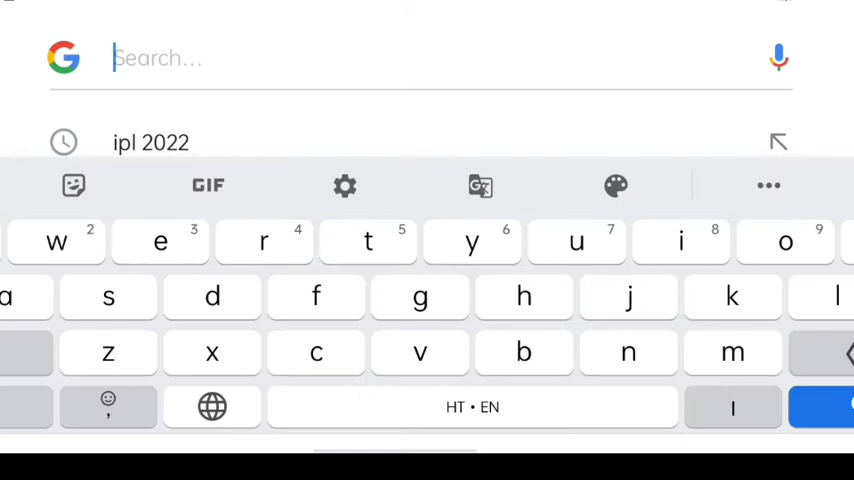 Search...
ipl 2022
GIF
w 2 e 3 r 4 t 5 y 6 u 7 i 8 o 9
a s d f g h j k l
z x c v b n m
, HT • EN |